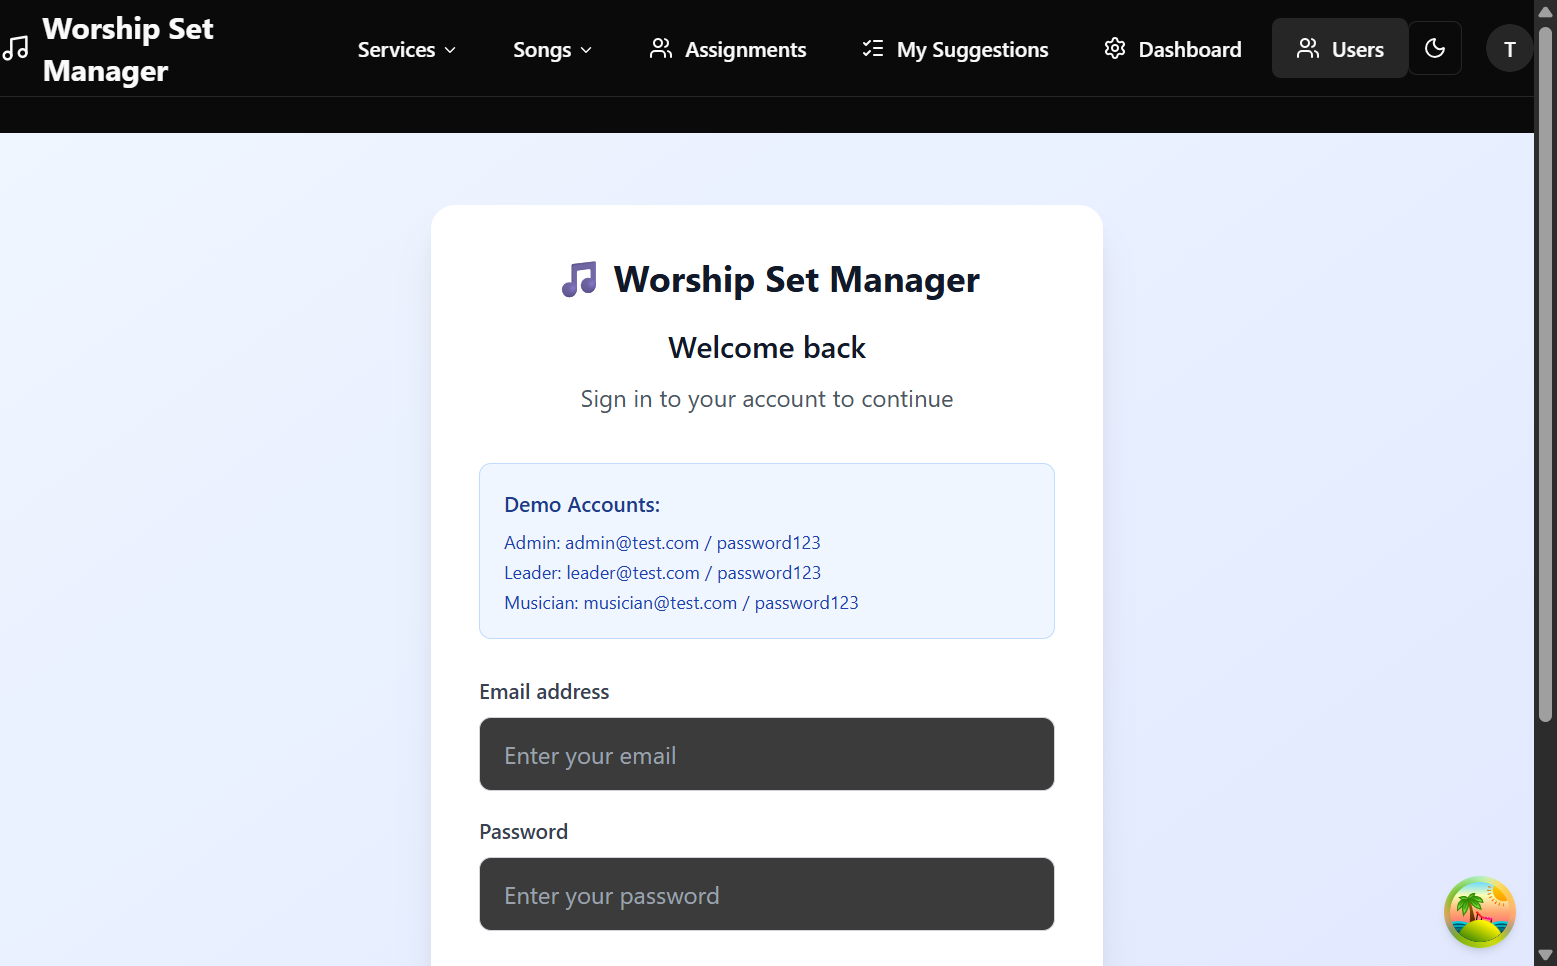 Worship Set
Manager
Services
Songs
Assignments
My Suggestions
Dashboard
Users
T
Worship Set Manager
Welcome back
Sign in to your account to continue
Demo Accounts:
Admin: admin@test.com / password123
Leader: leader@test.com / password123
Musician: musician@test.com / password123
Email address
Enter your email
Password
Enter your password